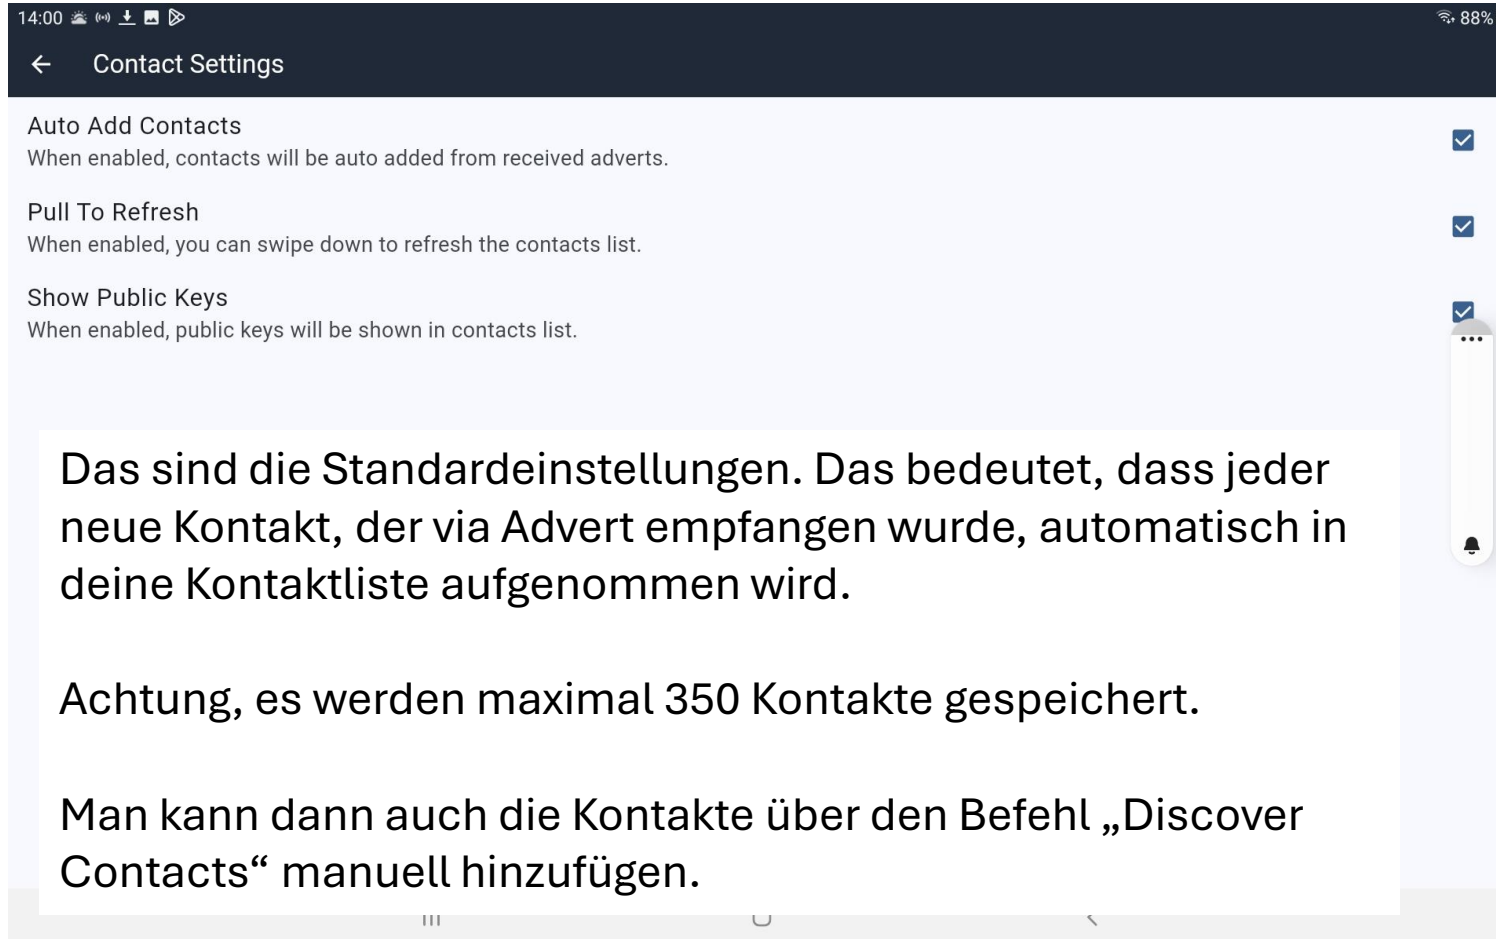 14:00
88%
Contact Settings
Auto Add Contacts
When enabled, contacts will be auto added from received adverts.
Pull To Refresh
When enabled, you can swipe down to refresh the contacts list.
Show Public Keys
When enabled, public keys will be shown in contacts list.
Das sind die Standardeinstellungen. Das bedeutet, dass jeder
neue Kontakt, der via Advert empfangen wurde, automatisch in
deine Kontaktliste aufgenommen wird.
Achtung, es werden maximal 350 Kontakte gespeichert.
Man kann dann auch die Kontakte über den Befehl „Discover
Contacts“ manuell hinzufügen.